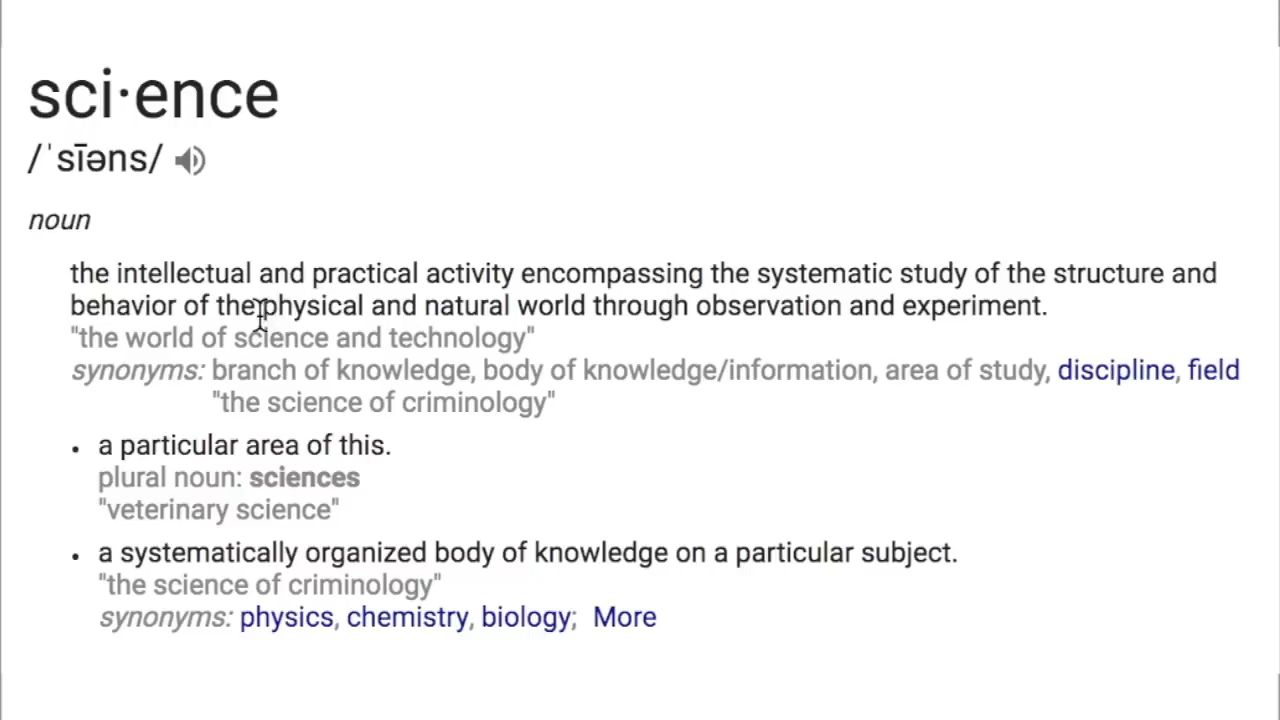 sci·ence
/ˈsīəns/
noun
the intellectual and practical activity encompassing the systematic study of the structure and
behavior of the physical and natural world through observation and experiment.
"the world of science and technology"
synonyms: branch of knowledge, body of knowledge/information, area of study, discipline, field
"the science of criminology"
• a particular area of this.
plural noun: sciences
"veterinary science"
• a systematically organized body of knowledge on a particular subject.
"the science of criminology"
synonyms: physics, chemistry, biology; More